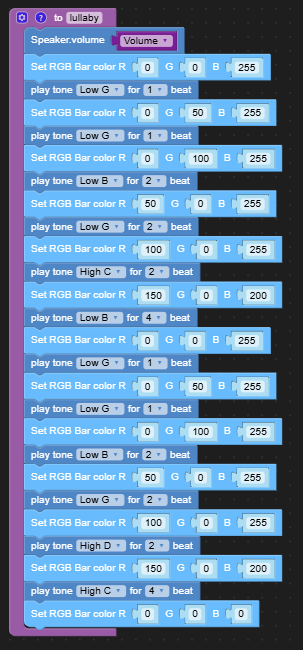 ? to lullaby
Speaker.volume Volume
Set RGB Bar color R 0 G 0 B 255
play tone Low G for 1 beat
Set RGB Bar color R 0 G 50 B 255
play tone Low G for 1 beat
Set RGB Bar color R 0 G 100 B 255
play tone Low B for 2 beat
Set RGB Bar color R 50 G 0 B 255
play tone Low G for 2 beat
Set RGB Bar color R 100 G 0 B 255
play tone High C for 2 beat
Set RGB Bar color R 150 G 0 B 200
play tone Low B for 4 beat
Set RGB Bar color R 0 G 0 B 255
play tone Low G for 1 beat
Set RGB Bar color R 0 G 50 B 255
play tone Low G for 1 beat
Set RGB Bar color R 0 G 100 B 255
play tone Low B for 2 beat
Set RGB Bar color R 50 G 0 B 255
play tone Low G for 2 beat
Set RGB Bar color R 100 G 0 B 255
play tone High D for 2 beat
Set RGB Bar color R 150 G 0 B 200
play tone High C for 4 beat
Set RGB Bar color R 0 G 0 B 0